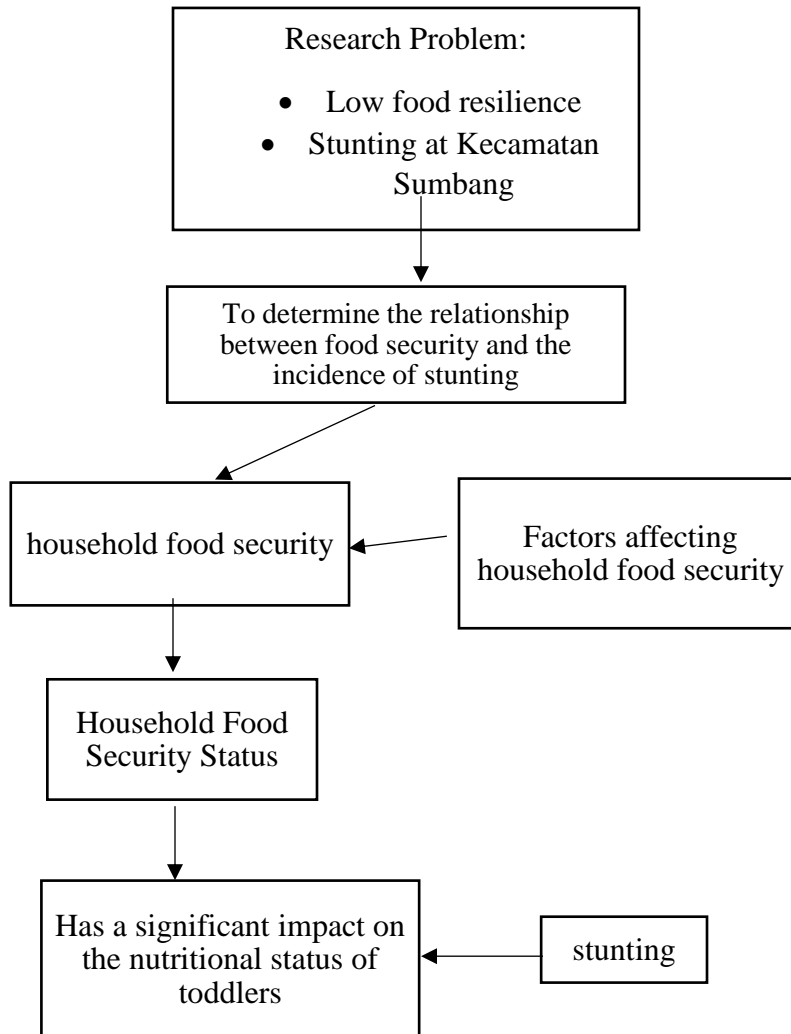 Research Problem:
• Low food resilience
• Stunting at Kecamatan
Sumbang
To determine the relationship
between food security and the
incidence of stunting
household food security
Factors affecting
household food security
Household Food
Security Status
Has a significant impact on
the nutritional status of
toddlers
stunting